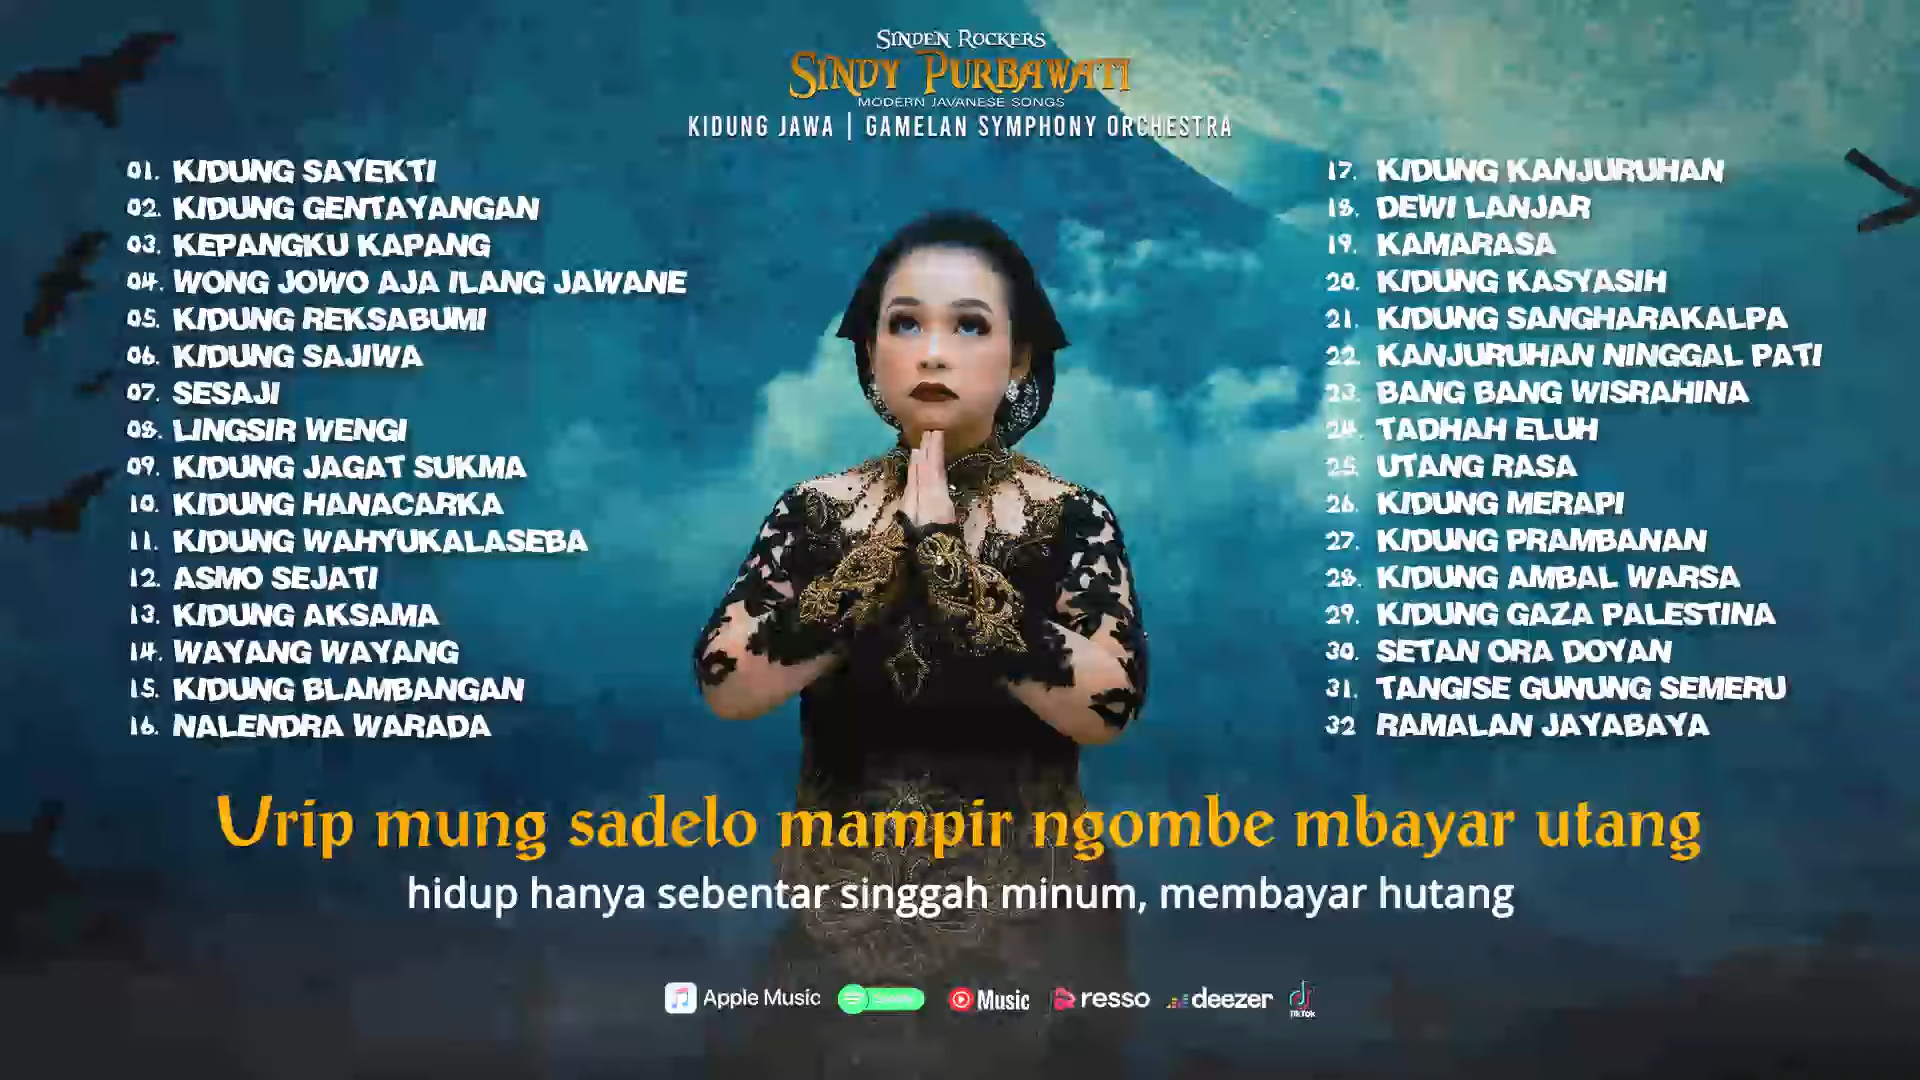 SINDEN ROCKERS
SINDY PURBAWATI
MODERN JAVANESE SONGS
KIDUNG JAWA | GAMELAN SYMPHONY ORCHESTRA
01. KIDUNG SAYEKTI
02. KIDUNG GENTAYANGAN
03. KEPANGKU KAPANG
04. WONG JOWO AJA ILANG JAWANE
05. KIDUNG REKSABUMI
06. KIDUNG SAJIWA
07. SESAJI
08. LINGSIR WENGI
09. KIDUNG JAGAT SUKMA
10. KIDUNG HANACARKA
11. KIDUNG WAHYUKALASEBA
12. ASMO SEJATI
13. KIDUNG AKSAMA
14. WAYANG WAYANG
15. KIDUNG BLAMBANGAN
16. NALENDRA WARADA
17. KIDUNG KANJURUHAN
18. DEWI LANJAR
19. KAMARASA
20. KIDUNG KASYASIH
21. KIDUNG SANGHARAKALPA
22. KANJURUHAN NINGGAL PATI
23. BANG BANG WISRAHINA
24. TADHAH ELUH
25. UTANG RASA
26. KIDUNG MERAPI
27. KIDUNG PRAMBANAN
28. KIDUNG AMBAL WARSA
29. KIDUNG GAZA PALESTINA
30. SETAN ORA DOYAN
31. TANGISE GUNUNG SEMERU
32 RAMALAN JAYABAYA
Urip mung sadelo mampir ngombe mbayar utang
hidup hanya sebentar singgah minum, membayar hutang
Apple Music
Music
resso
deezer
TikTok